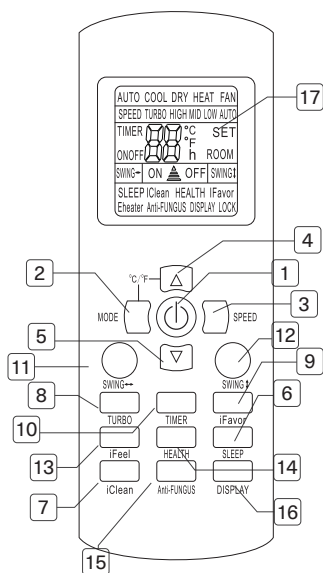 AUTO COOL DRY HEAT FAN
SPEED TURBO HIGH MID LOW AUTO
TIMER 88 °C SET
°F
ONOFF h ROOM
SWING ON OFF SWING
SLEEP iClean HEALTH iFavor
Eheater Anti-FUNGUS DISPLAY LOCK
17
4
2
°C/°F
1
MODE
SPEED
3
5
12
11
9
SWING
SWING
8
6
TURBO
TIMER
iFavor
10
13
iFeel
HEALTH
SLEEP
14
7
iClean
Anti-FUNGUS
DISPLAY
16
15